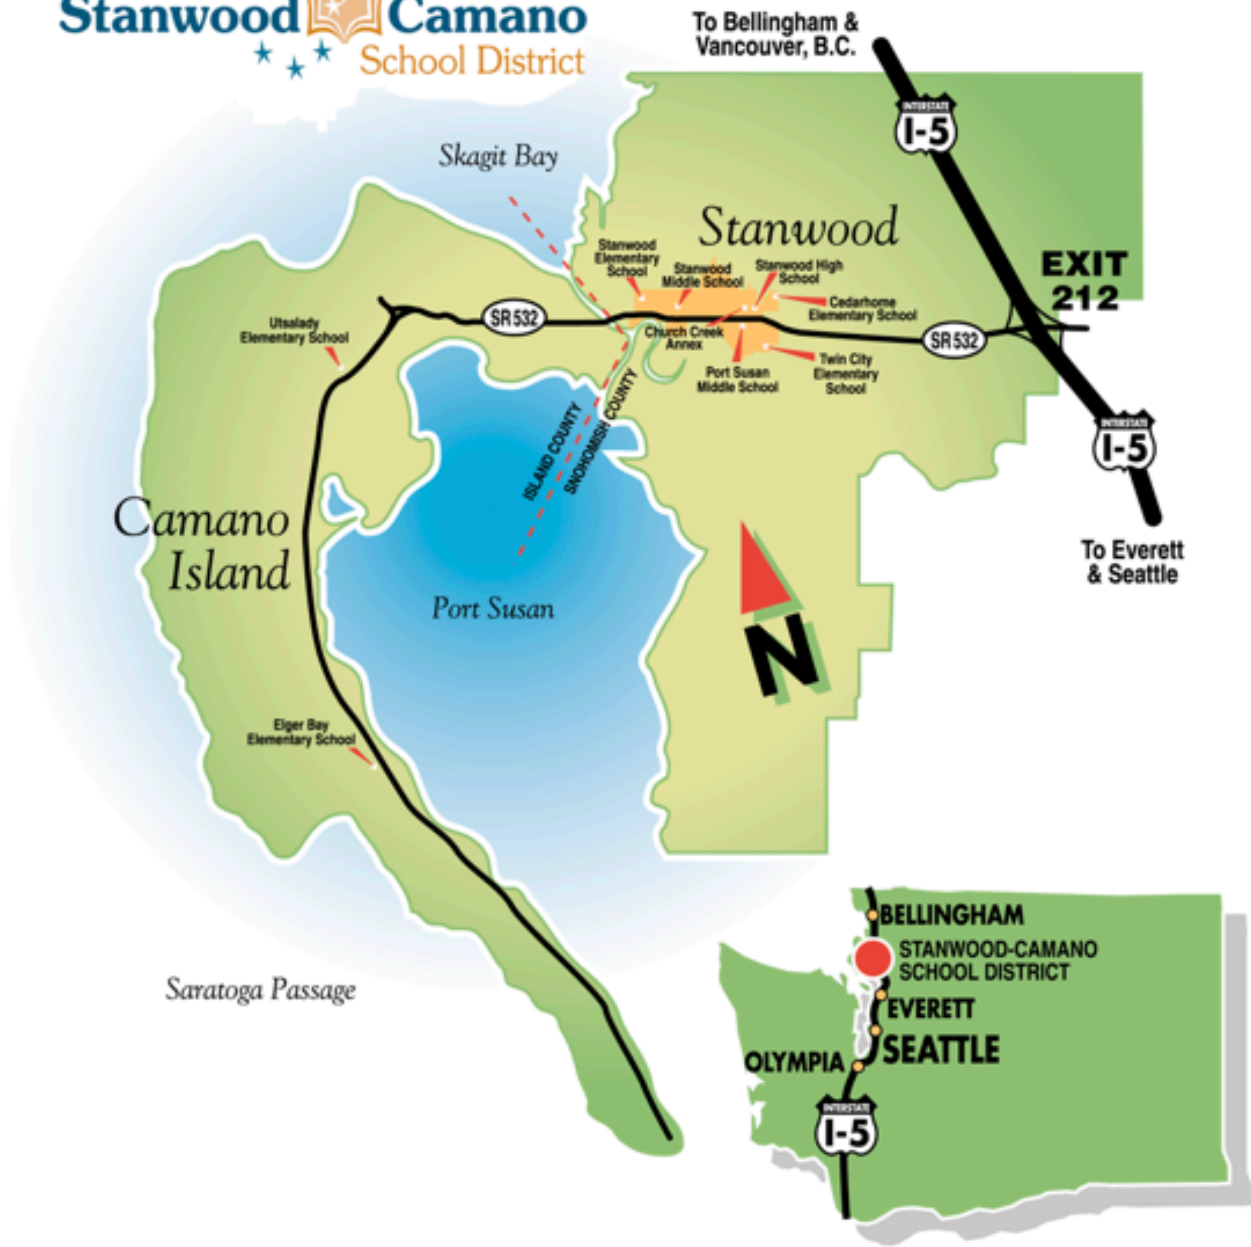 Stanwood Camano
School District
To Bellingham &
Vancouver, B.C.
INTERSTATE
I-5
Skagit Bay
Stanwood
Stanwood
Elementary
School
Stanwood
Middle School
Stanwood High
School
EXIT
212
Cedarhome
Elementary School
SR 532
Utsalady
Elementary School
Church Creek
Annex
SR 532
Port Susan
Middle School
Twin City
Elementary
School
ISLAND COUNTY
SNOHOMISH COUNTY
INTERSTATE
I-5
Camano
Island
To Everett
& Seattle
Port Susan
N
Elger Bay
Elementary School
Saratoga Passage
BELLINGHAM
STANWOOD-CAMANO
SCHOOL DISTRICT
EVERETT
SEATTLE
OLYMPIA
INTERSTATE
I-5